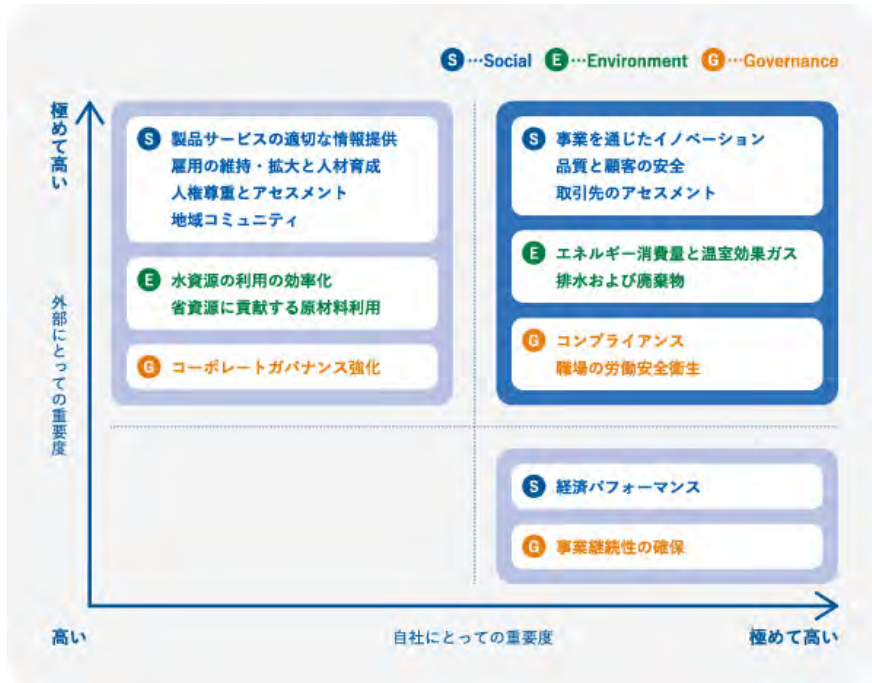 S…Social E…Environment G…Governance
極めて高い
外部にとっての重要度
S 製品サービスの適切な情報提供
雇用の維持・拡大と人材育成
人権尊重とアセスメント
地域コミュニティ
E 水資源の利用の効率化
省資源に貢献する原材料利用
G コーポレートガバナンス強化
S 事業を通じたイノベーション
品質と顧客の安全
取引先のアセスメント
E エネルギー消費量と温室効果ガス
排水および廃棄物
G コンプライアンス
職場の労働安全衛生
S 経済パフォーマンス
G 事業継続性の確保
高い
自社にとっての重要度
極めて高い